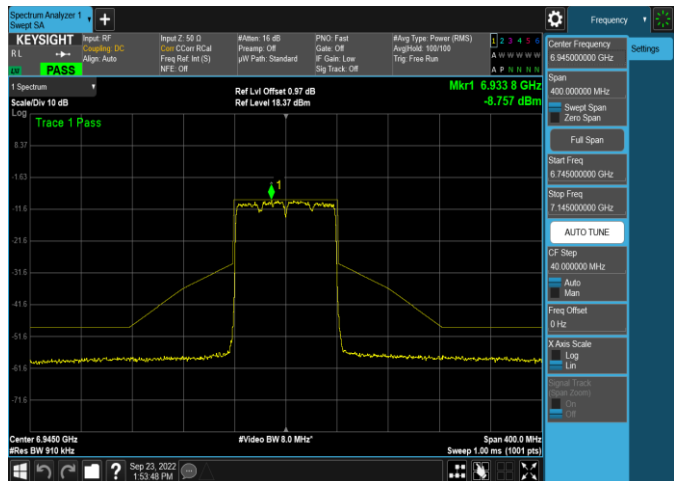 Spectrum Analyzer 1
Swept SA
Frequency
KEYSIGHT
RL
PASS
Input: RF
Coupling: DC
Align: Auto
Input Z: 50 Ω
Corr CCorr RCal
Freq Ref: Int (S)
NFE: Off
#Atten: 16 dB
Preamp: Off
µW Path: Standard
PNO: Fast
Gate: Off
IF Gain: Low
Sig Track: Off
#Avg Type: Power (RMS)
Avg|Hold: 100/100
Trig: Free Run
1 2 3 4 5 6
A W W W W W
A P N N N N
1 Spectrum
Scale/Div 10 dB
Log
Ref Lvl Offset 0.97 dB
Ref Level 18.37 dBm
Mkr1 6.933 8 GHz
-8.757 dBm
Trace 1 Pass
1
8.37
-1.63
-11.6
-21.6
-31.6
-41.6
-51.6
-61.6
-71.6
Center 6.9450 GHz
#Res BW 910 kHz
#Video BW 8.0 MHz*
Span 400.0 MHz
Sweep 1.00 ms (1001 pts)
Sep 23, 2022
1:53:48 PM
Center Frequency
6.945000000 GHz
Settings
Span
400.000000 MHz
Swept Span
Zero Span
Full Span
Start Freq
6.745000000 GHz
Stop Freq
7.145000000 GHz
AUTO TUNE
CF Step
40.000000 MHz
Auto
Man
Freq Offset
0 Hz
X Axis Scale
Log
Lin
Signal Track
(Span Zoom)
On
Off